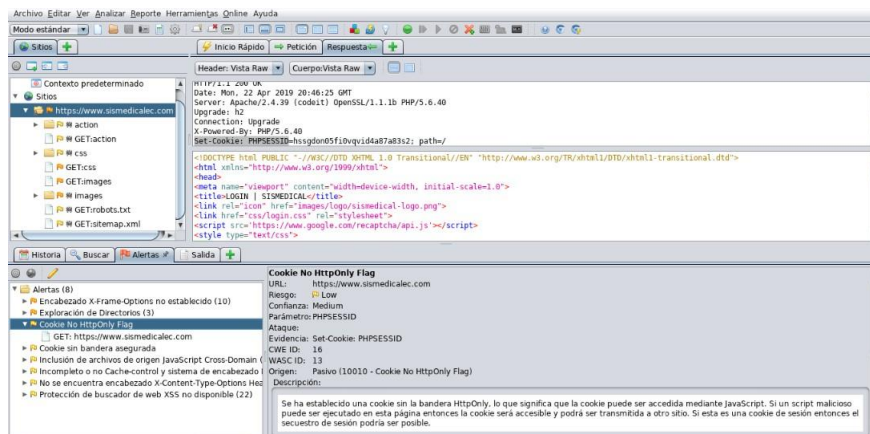 Archivo Editar Ver Analizar Reporte Herramientas Online Ayuda
Modo estándar
Sitios
Inicio Rápido
Petición
Respuesta
Header: Vista Raw
Cuerpo:Vista Raw
Contexto predeterminado
Sitios
https://www.sismedicalec.com
action
GET:action
css
GET:css
GET:images
images
GET:robots.txt
GET:sitemap.xml
HTTP/1.1 200 OK
Date: Mon, 22 Apr 2019 20:46:25 GMT
Server: Apache/2.4.39 (codeit) OpenSSL/1.1.1b PHP/5.6.40
Upgrade: h2
Connection: Upgrade
X-Powered-By: PHP/5.6.40
Set-Cookie: PHPSESSID=hssgdon05fi0vqvid4a87a83s2; path=/
<!DOCTYPE html PUBLIC "-//W3C//DTD XHTML 1.0 Transitional//EN" "http://www.w3.org/TR/xhtml1/DTD/xhtml1-transitional.dtd">
<html xmlns="http://www.w3.org/1999/xhtml">
<head>
<meta name="viewport" content="width=device-width, initial-scale=1.0">
<title>LOGIN | SISMEDICAL</title>
<link rel="icon" href="images/logo/sismedical-logo.png">
<link href="css/login.css" rel="stylesheet">
<script src='https://www.google.com/recaptcha/api.js'></script>
<style type="text/css">
Historia
Buscar
Alertas
Salida
Alertas (8)
Encabezado X-Frame-Options no establecido (10)
Exploración de Directorios (3)
Cookie No HttpOnly Flag
GET: https://www.sismedicalec.com
Cookie sin bandera asegurada
Inclusión de archivos de origen JavaScript Cross-Domain (
Incompleto o no Cache-control y sistema de encabezado
No se encuentra encabezado X-Content-Type-Options Hea
Protección de buscador de web XSS no disponible (22)
Cookie No HttpOnly Flag
URL: https://www.sismedicalec.com
Riesgo: Low
Confianza: Medium
Parámetro: PHPSESSID
Ataque:
Evidencia: Set-Cookie: PHPSESSID
CWE ID: 16
WASC ID: 13
Origen: Pasivo (10010 - Cookie No HttpOnly Flag)
Descripción:
Se ha establecido una cookie sin la bandera HttpOnly, lo que significa que la cookie puede ser accedida mediante JavaScript. Si un script malicioso
puede ser ejecutado en esta página entonces la cookie será accesible y podrá ser transmitida a otro sitio. Si esta es una cookie de sesión entonces el
secuestro de sesión podría ser posible.